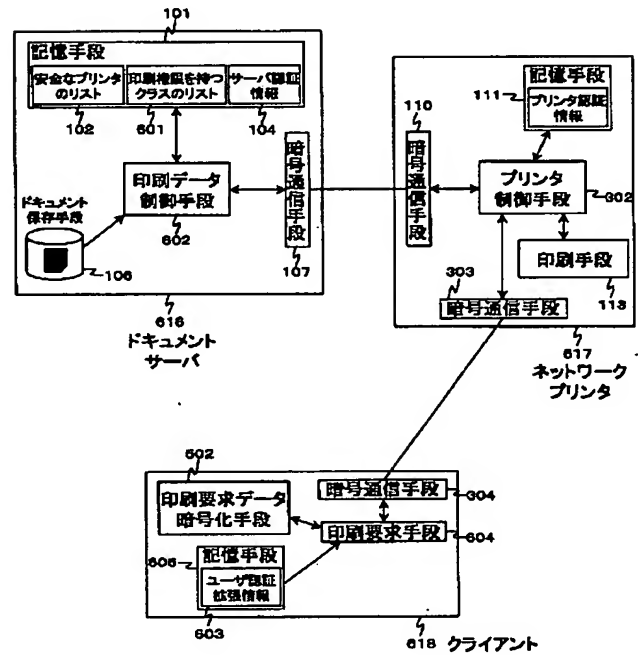 101
記憶手段
安全なプリンタ
のリスト
印刷権限を持つ
クラスのリスト
サーバ認証
情報
102
601
104
印刷データ
制御手段
602
ドキュメント
保存手段
106
暗号通信手段
107
616
ドキュメント
サーバ
記憶手段
プリンタ認証
情報
111
110
暗号通信手段
プリンタ
制御手段
302
印刷手段
113
303
暗号通信手段
617
ネットワーク
プリンタ
502
印刷要求データ
暗号化手段
暗号通信手段
304
印刷要求手段
604
記憶手段
605
ユーザ認証
拡張情報
603
618
クライアント